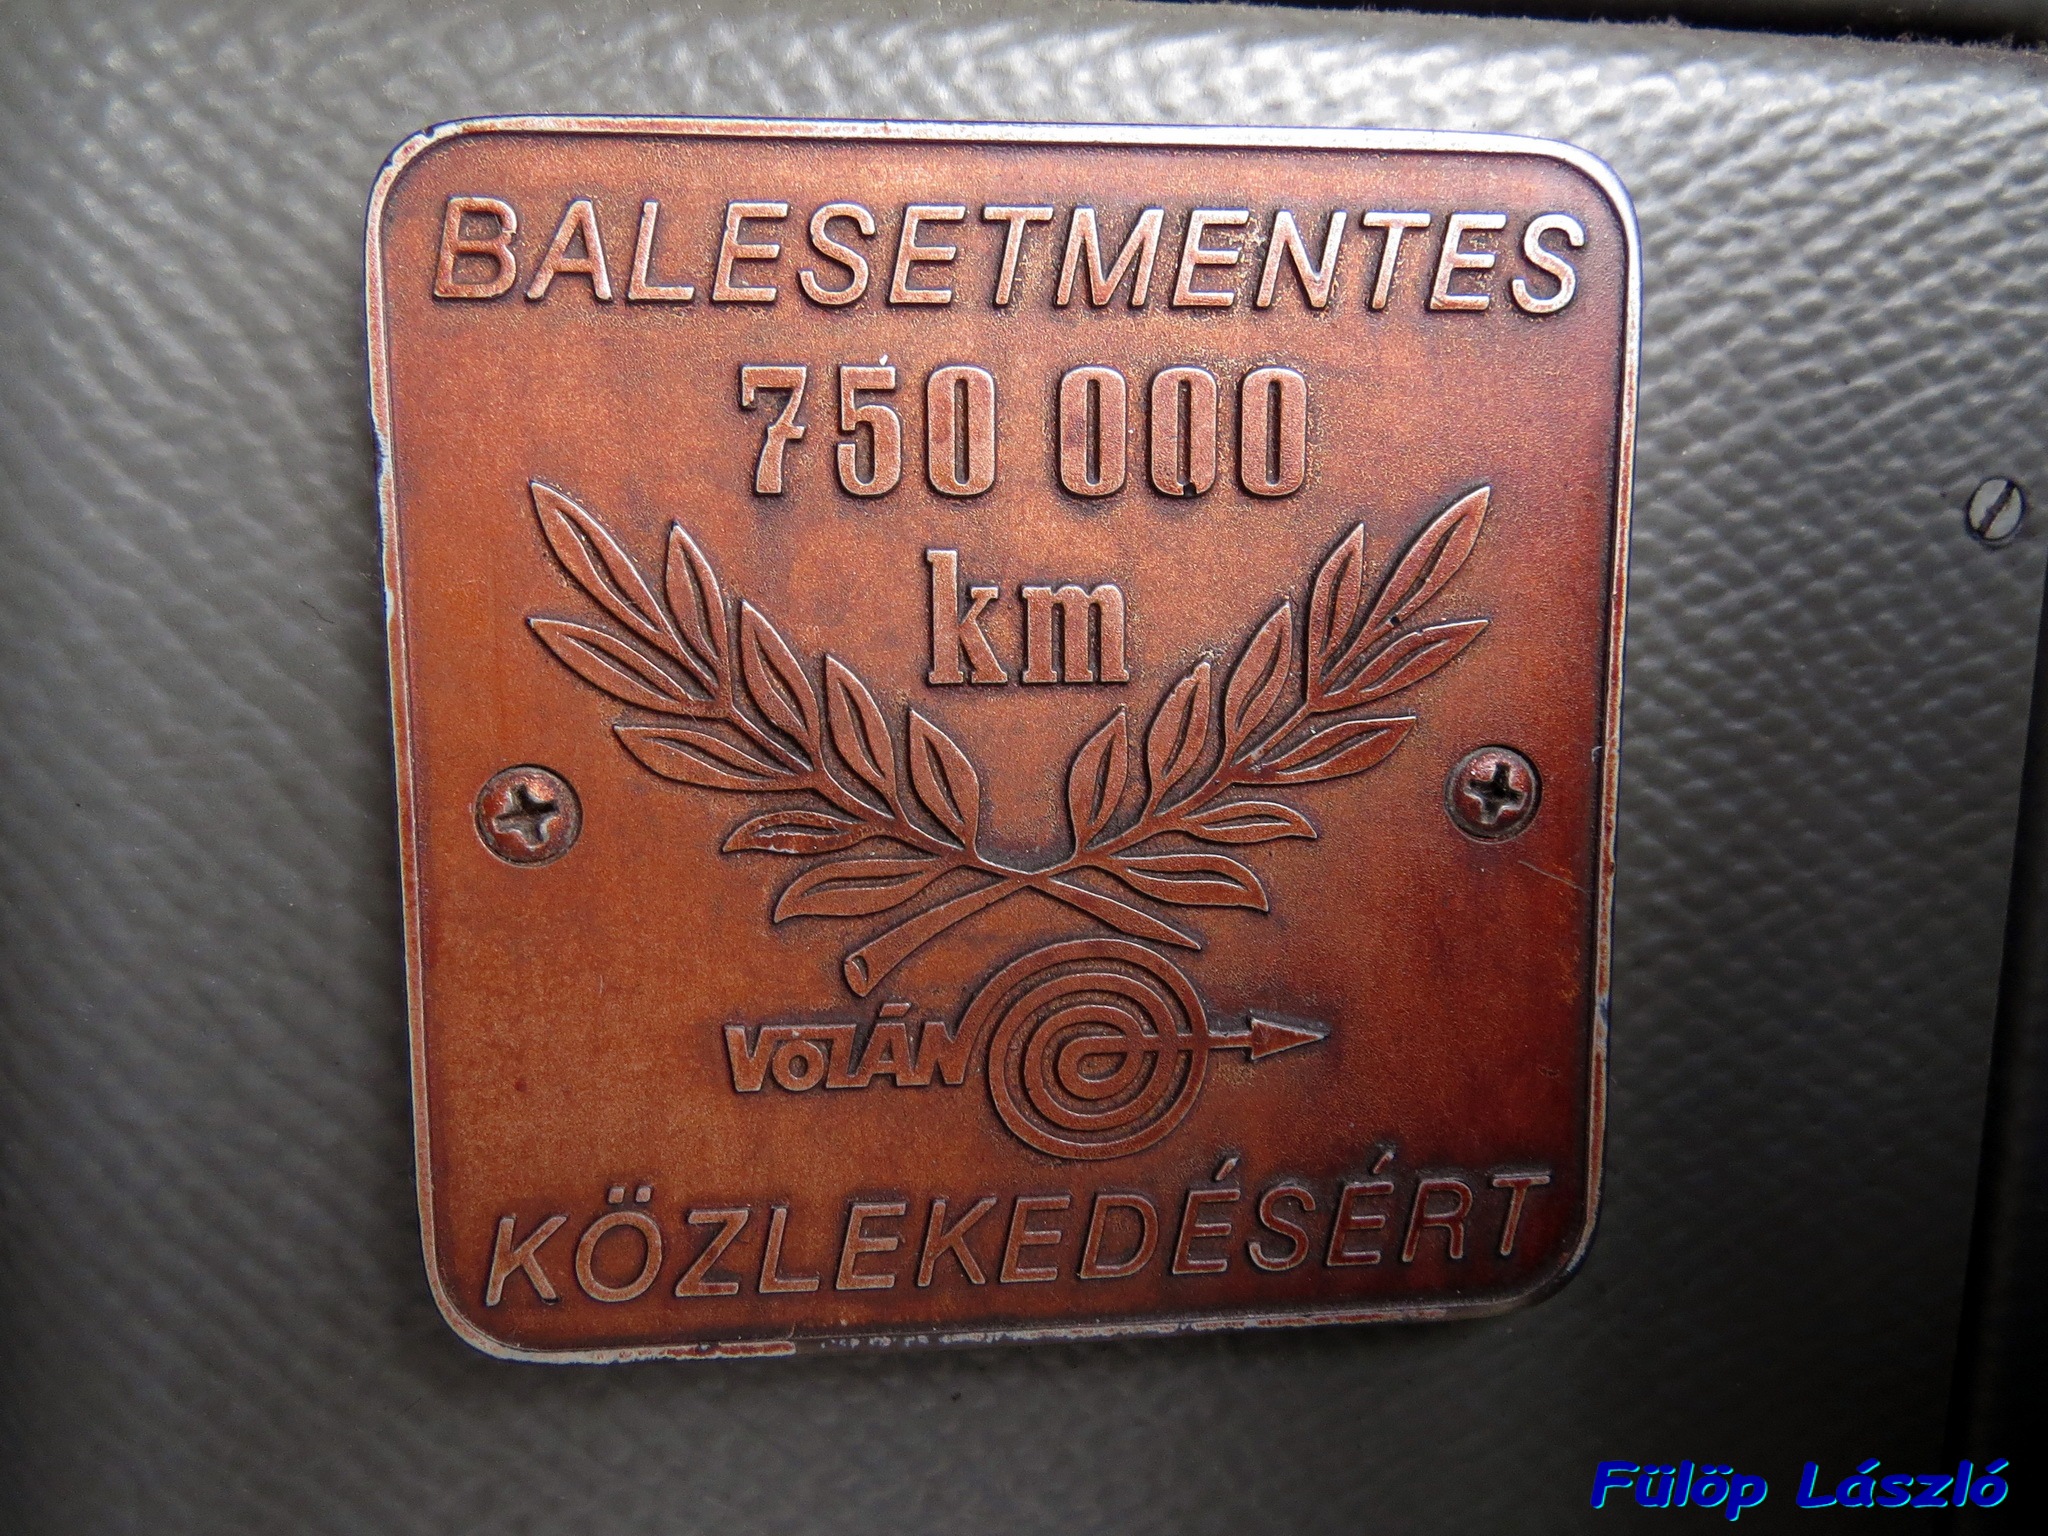 BALESETMENTES
750 000
km
VOLÁN
KÖZLEKEDÉSÉRT
Fülöp László